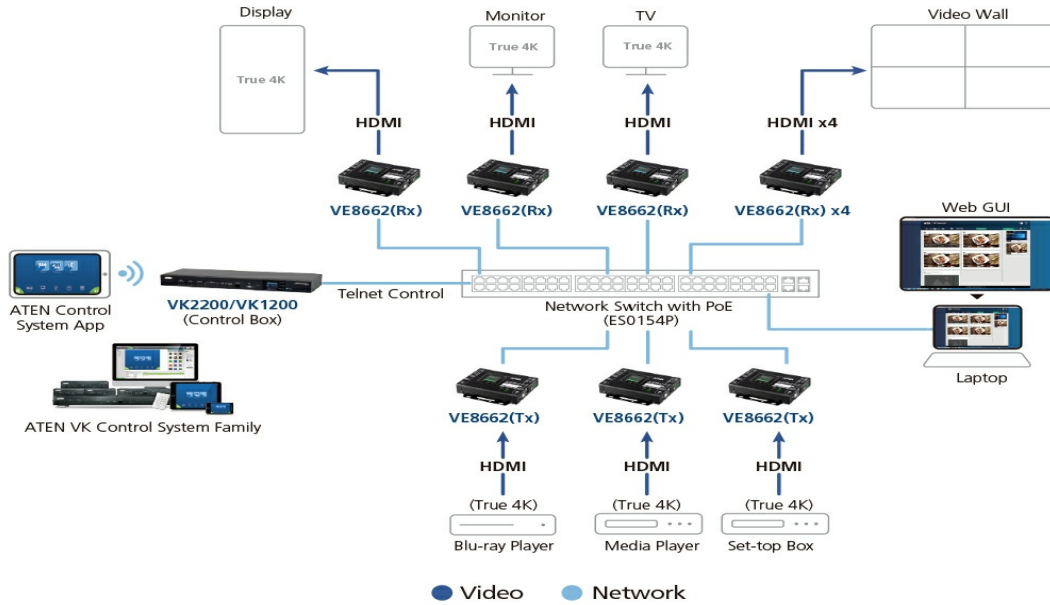 Display
Monitor
TV
Video Wall
True 4K
True 4K
True 4K
HDMI
HDMI
HDMI
HDMI x4
VE8662(Rx)
VE8662(Rx)
VE8662(Rx)
VE8662(Rx) x4
Web GUI
ATEN Control
System App
VK2200/VK1200
(Control Box)
Telnet Control
Network Switch with PoE
(ES0154P)
Laptop
ATEN VK Control System Family
VE8662(Tx)
VE8662(Tx)
VE8662(Tx)
HDMI
HDMI
HDMI
(True 4K)
(True 4K)
(True 4K)
Blu-ray Player
Media Player
Set-top Box
Video
Network